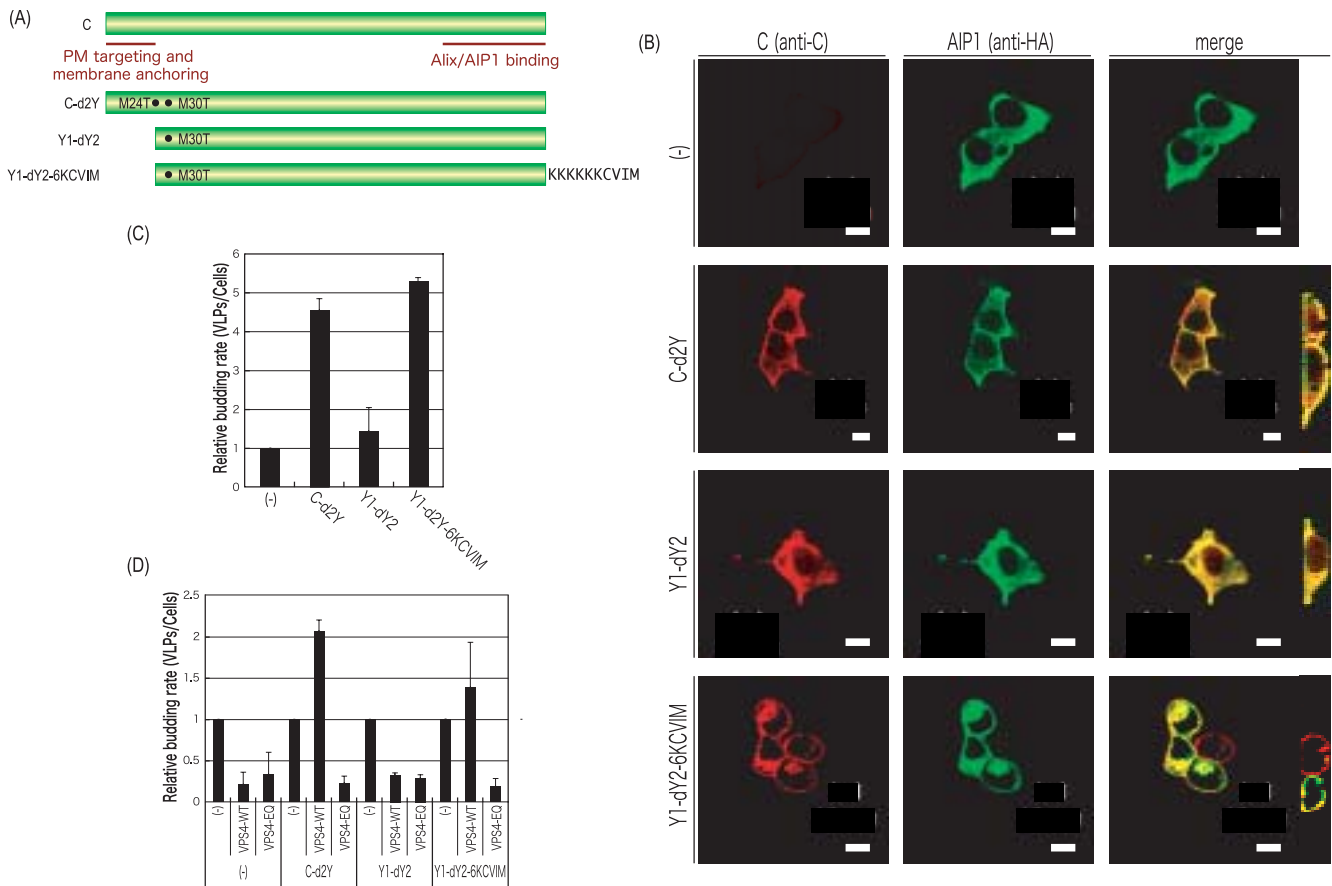 (A)
C
PM targeting and
membrane anchoring
Alix/AIP1 binding
C-d2Y
M24T
M30T
Y1-dY2
M30T
Y1-dY2-6KCVIM
M30T
KKKKKKCVIM
(B)
C (anti-C)
AIP1 (anti-HA)
merge
(-)
C-d2Y
Y1-dY2
Y1-dY2-6KCVIM
(C)
Relative budding rate (VLPs/Cells)
6
5
4
3
2
1
0
(-)
C-d2Y
Y1-dY2
Y1-d2Y-6KCVIM
(D)
Relative budding rate (VLPs/Cells)
2.5
2
1.5
1
0.5
0
(-)
VPS4-WT
VPS4-EQ
(-)
VPS4-WT
VPS4-EQ
(-)
VPS4-WT
VPS4-EQ
(-)
VPS4-WT
VPS4-EQ
(-)
C-d2Y
Y1-dY2
Y1-dY2-6KCVIM